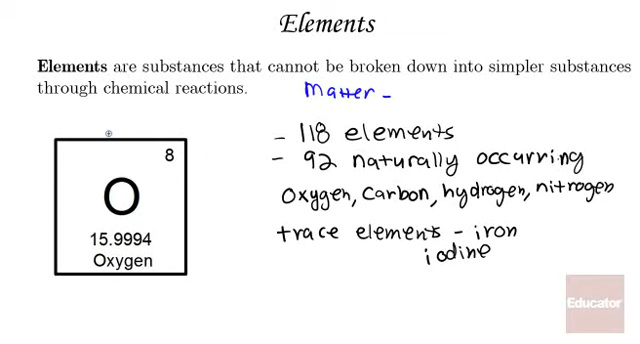 Elements
Elements are substances that cannot be broken down into simpler substances
through chemical reactions.
Matter -
8
O
15.9994
Oxygen
- 118 elements
- 92 naturally occurring
Oxygen, Carbon, hydrogen, nitrogen
trace elements - iron
iodine
Educator